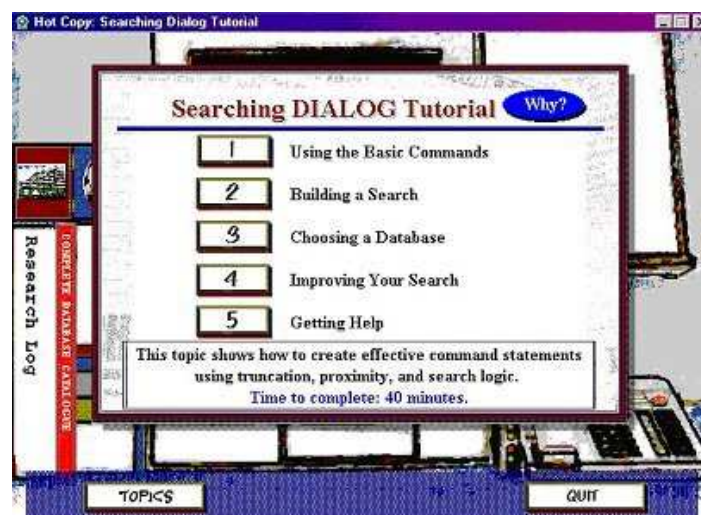 Hot Copy: Searching Dialog Tutorial
Searching DIALOG Tutorial
Why?
1 Using the Basic Commands
2 Building a Search
3 Choosing a Database
4 Improving Your Search
5 Getting Help
This topic shows how to create effective command statements
using truncation, proximity, and search logic.
Time to complete: 40 minutes.
Research Log
COMPLETE DATABASE CATALOGUE
TOPICS
QUIT